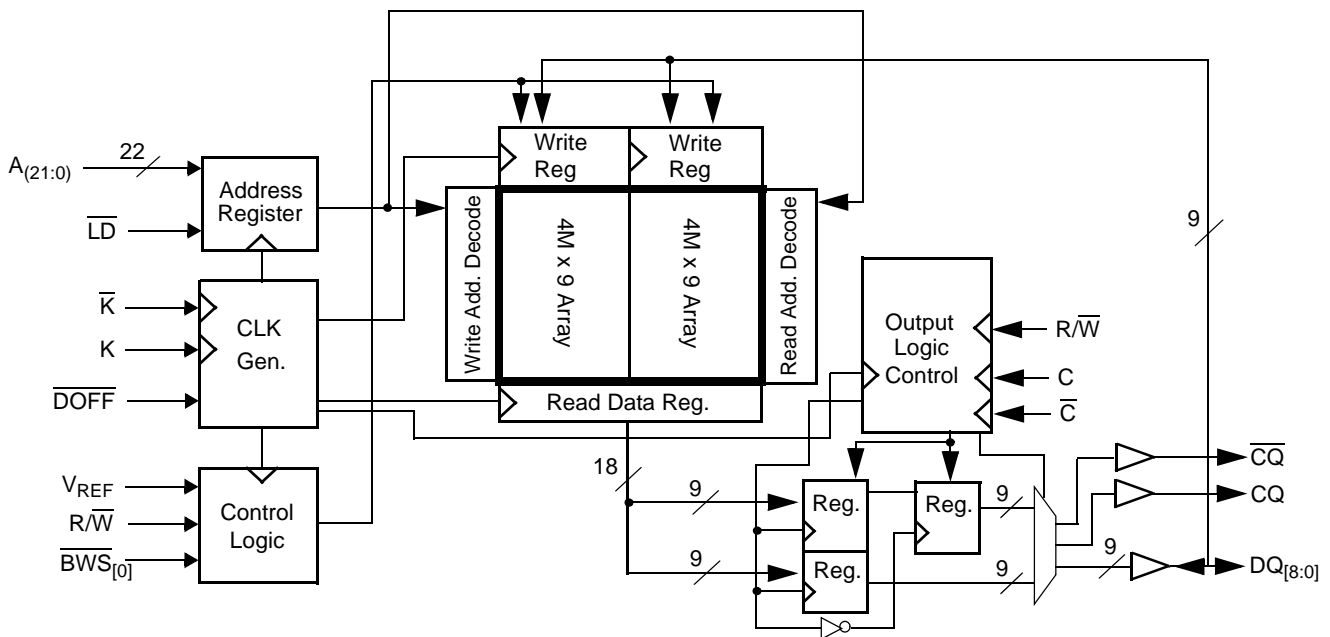 A(21:0)
22
LD
Address
Register
K
K
DOFF
CLK
Gen.
VREF
R/W
BWS[0]
Control
Logic
Write
Reg
Write
Reg
Write Add. Decode
4M x 9 Array
4M x 9 Array
Read Add. Decode
Read Data Reg.
Output
Logic
Control
R/W
C
C
9
18
9
9
Reg.
Reg.
Reg.
9
9
9
CQ
CQ
DQ[8:0]